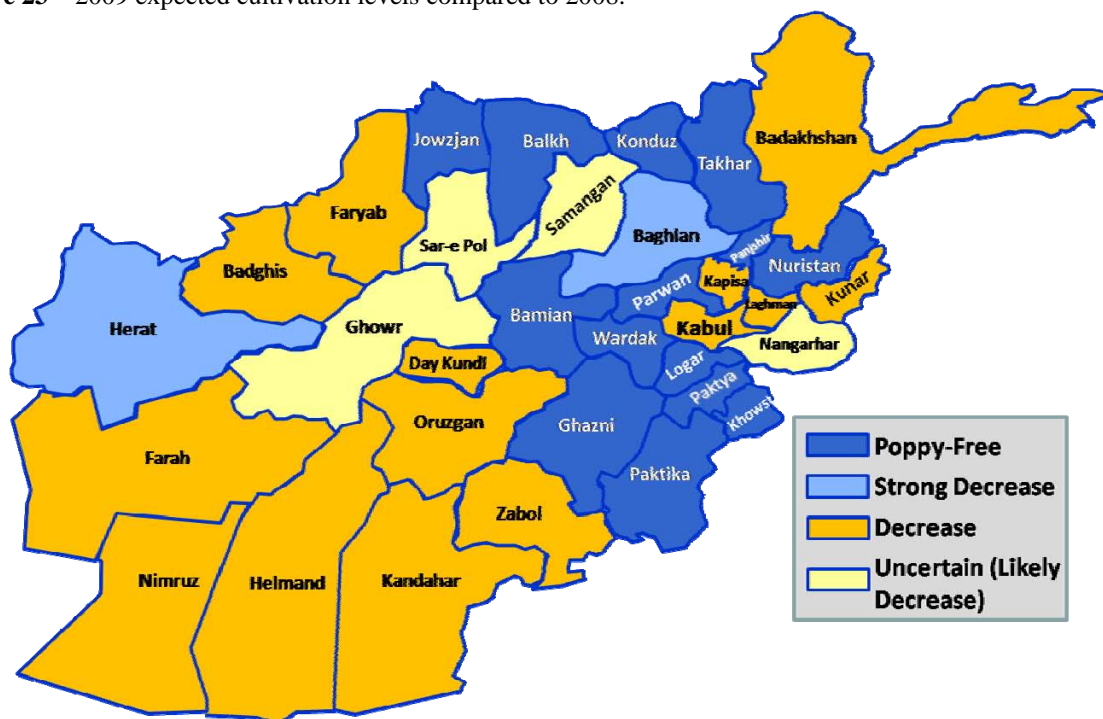 2009 expected cultivation levels compared to 2008.
Badakhshan
Jowzjan
Balkh
Konduz
Takhar
Faryab
Samangan
Sar-e Pol
Baghlan
Panjshir
Nuristan
Badghis
Kapisa
Laghman
Kunar
Parwan
Herat
Ghowr
Bamian
Kabul
Wardak
Nangarhar
Day Kundi
Logar
Paktya
Khowst
Oruzgan
Ghazni
Farah
Paktika
Zabol
Nimruz
Helmand
Kandahar
Poppy-Free
Strong Decrease
Decrease
Uncertain (Likely
Decrease)